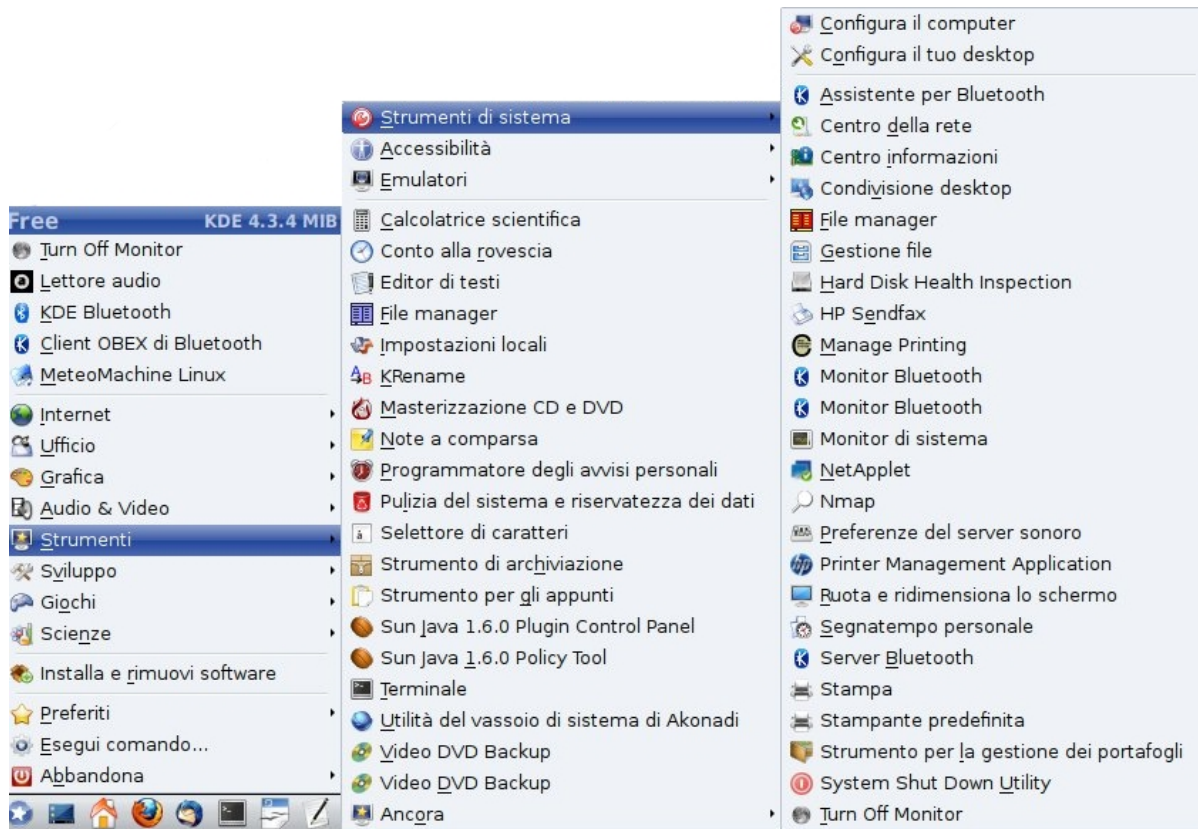 Free KDE 4.3.4 MIB
Turn Off Monitor
Lettore audio
KDE Bluetooth
Client OBEX di Bluetooth
MeteoMachine Linux
Internet
Ufficio
Grafica
Audio & Video
Strumenti
Sviluppo
Giochi
Scienze
Installa e rimuovi software
Preferiti
Esegui comando...
Abbandona
Strumenti di sistema
Accessibilità
Emulatori
Calcolatrice scientifica
Conto alla rovescia
Editor di testi
File manager
Impostazioni locali
KRename
Masterizzazione CD e DVD
Note a comparsa
Programmatore degli avvisi personali
Pulizia del sistema e riservatezza dei dati
Selettore di caratteri
Strumento di archiviazione
Strumento per gli appunti
Sun Java 1.6.0 Plugin Control Panel
Sun Java 1.6.0 Policy Tool
Terminale
Utilità del vassoio di sistema di Akonadi
Video DVD Backup
Video DVD Backup
Ancora
Configura il computer
Configura il tuo desktop
Assistente per Bluetooth
Centro della rete
Centro informazioni
Condivisione desktop
File manager
Gestione file
Hard Disk Health Inspection
HP Sendfax
Manage Printing
Monitor Bluetooth
Monitor Bluetooth
Monitor di sistema
NetApplet
Nmap
Preferenze del server sonoro
Printer Management Application
Ruota e ridimensiona lo schermo
Segnatempo personale
Server Bluetooth
Stampa
Stampante predefinita
Strumento per la gestione dei portafogli
System Shut Down Utility
Turn Off Monitor